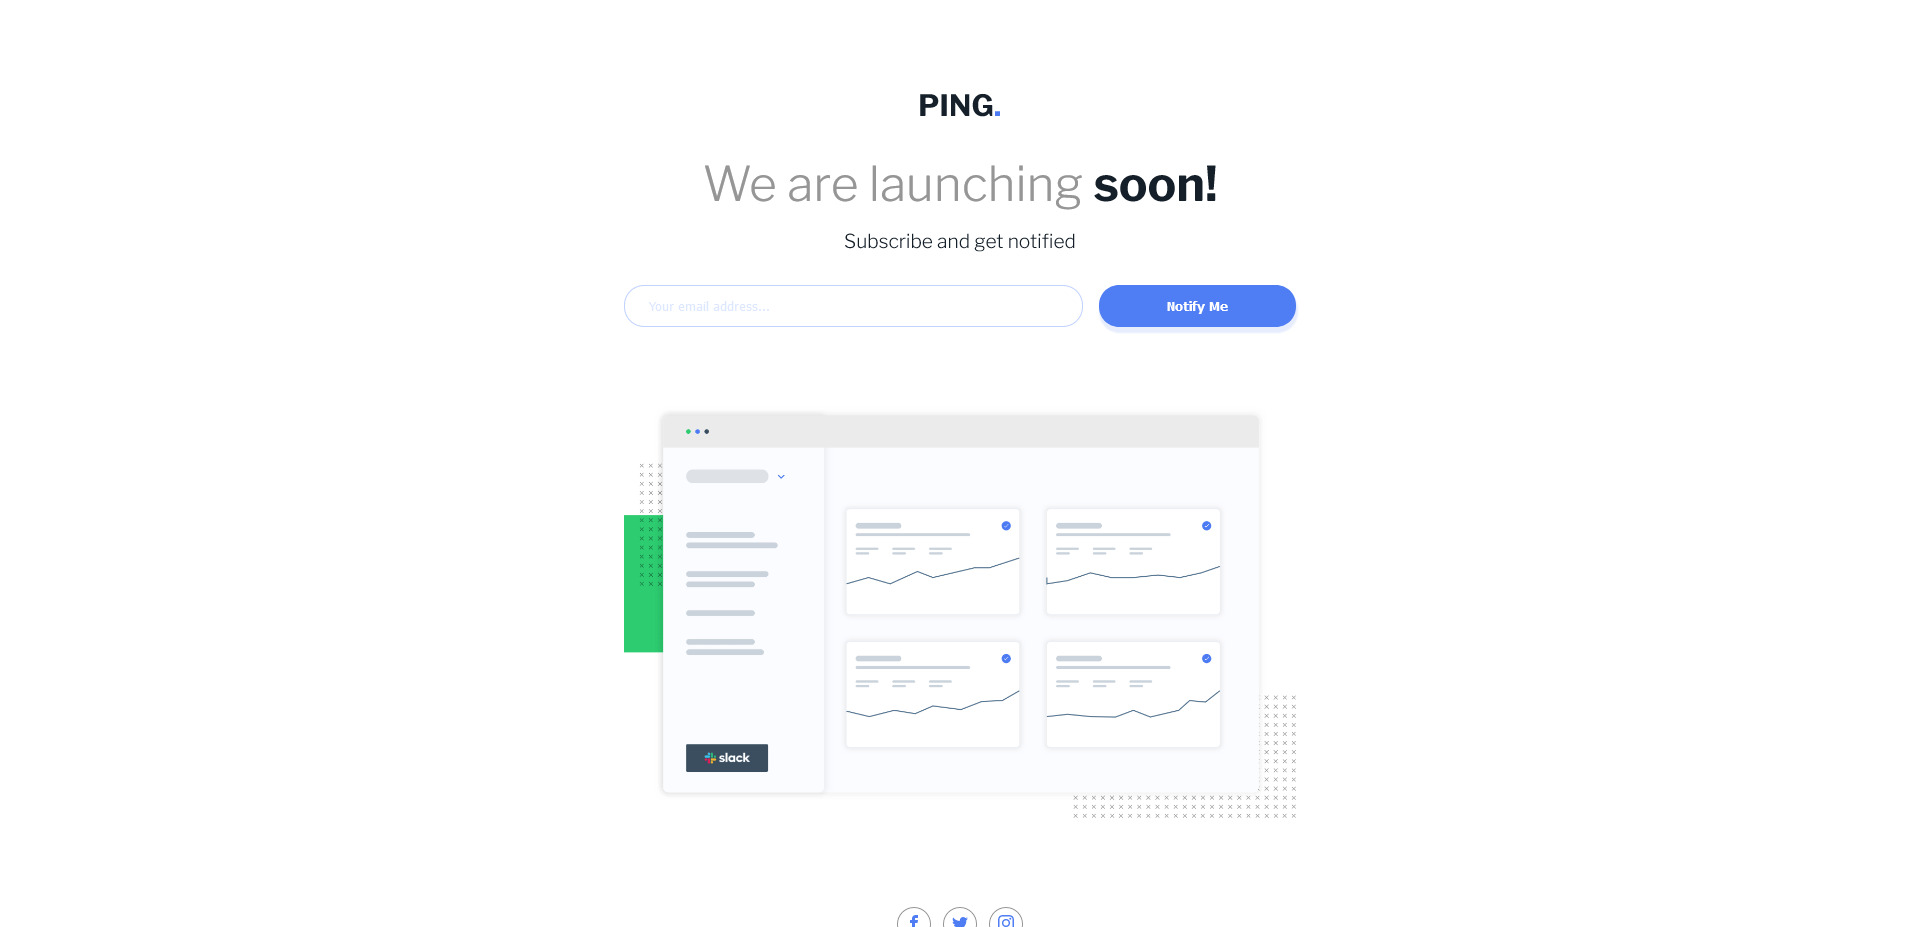 PING.
We are launching soon!
Subscribe and get notified
Your email address...
Notify Me
slack